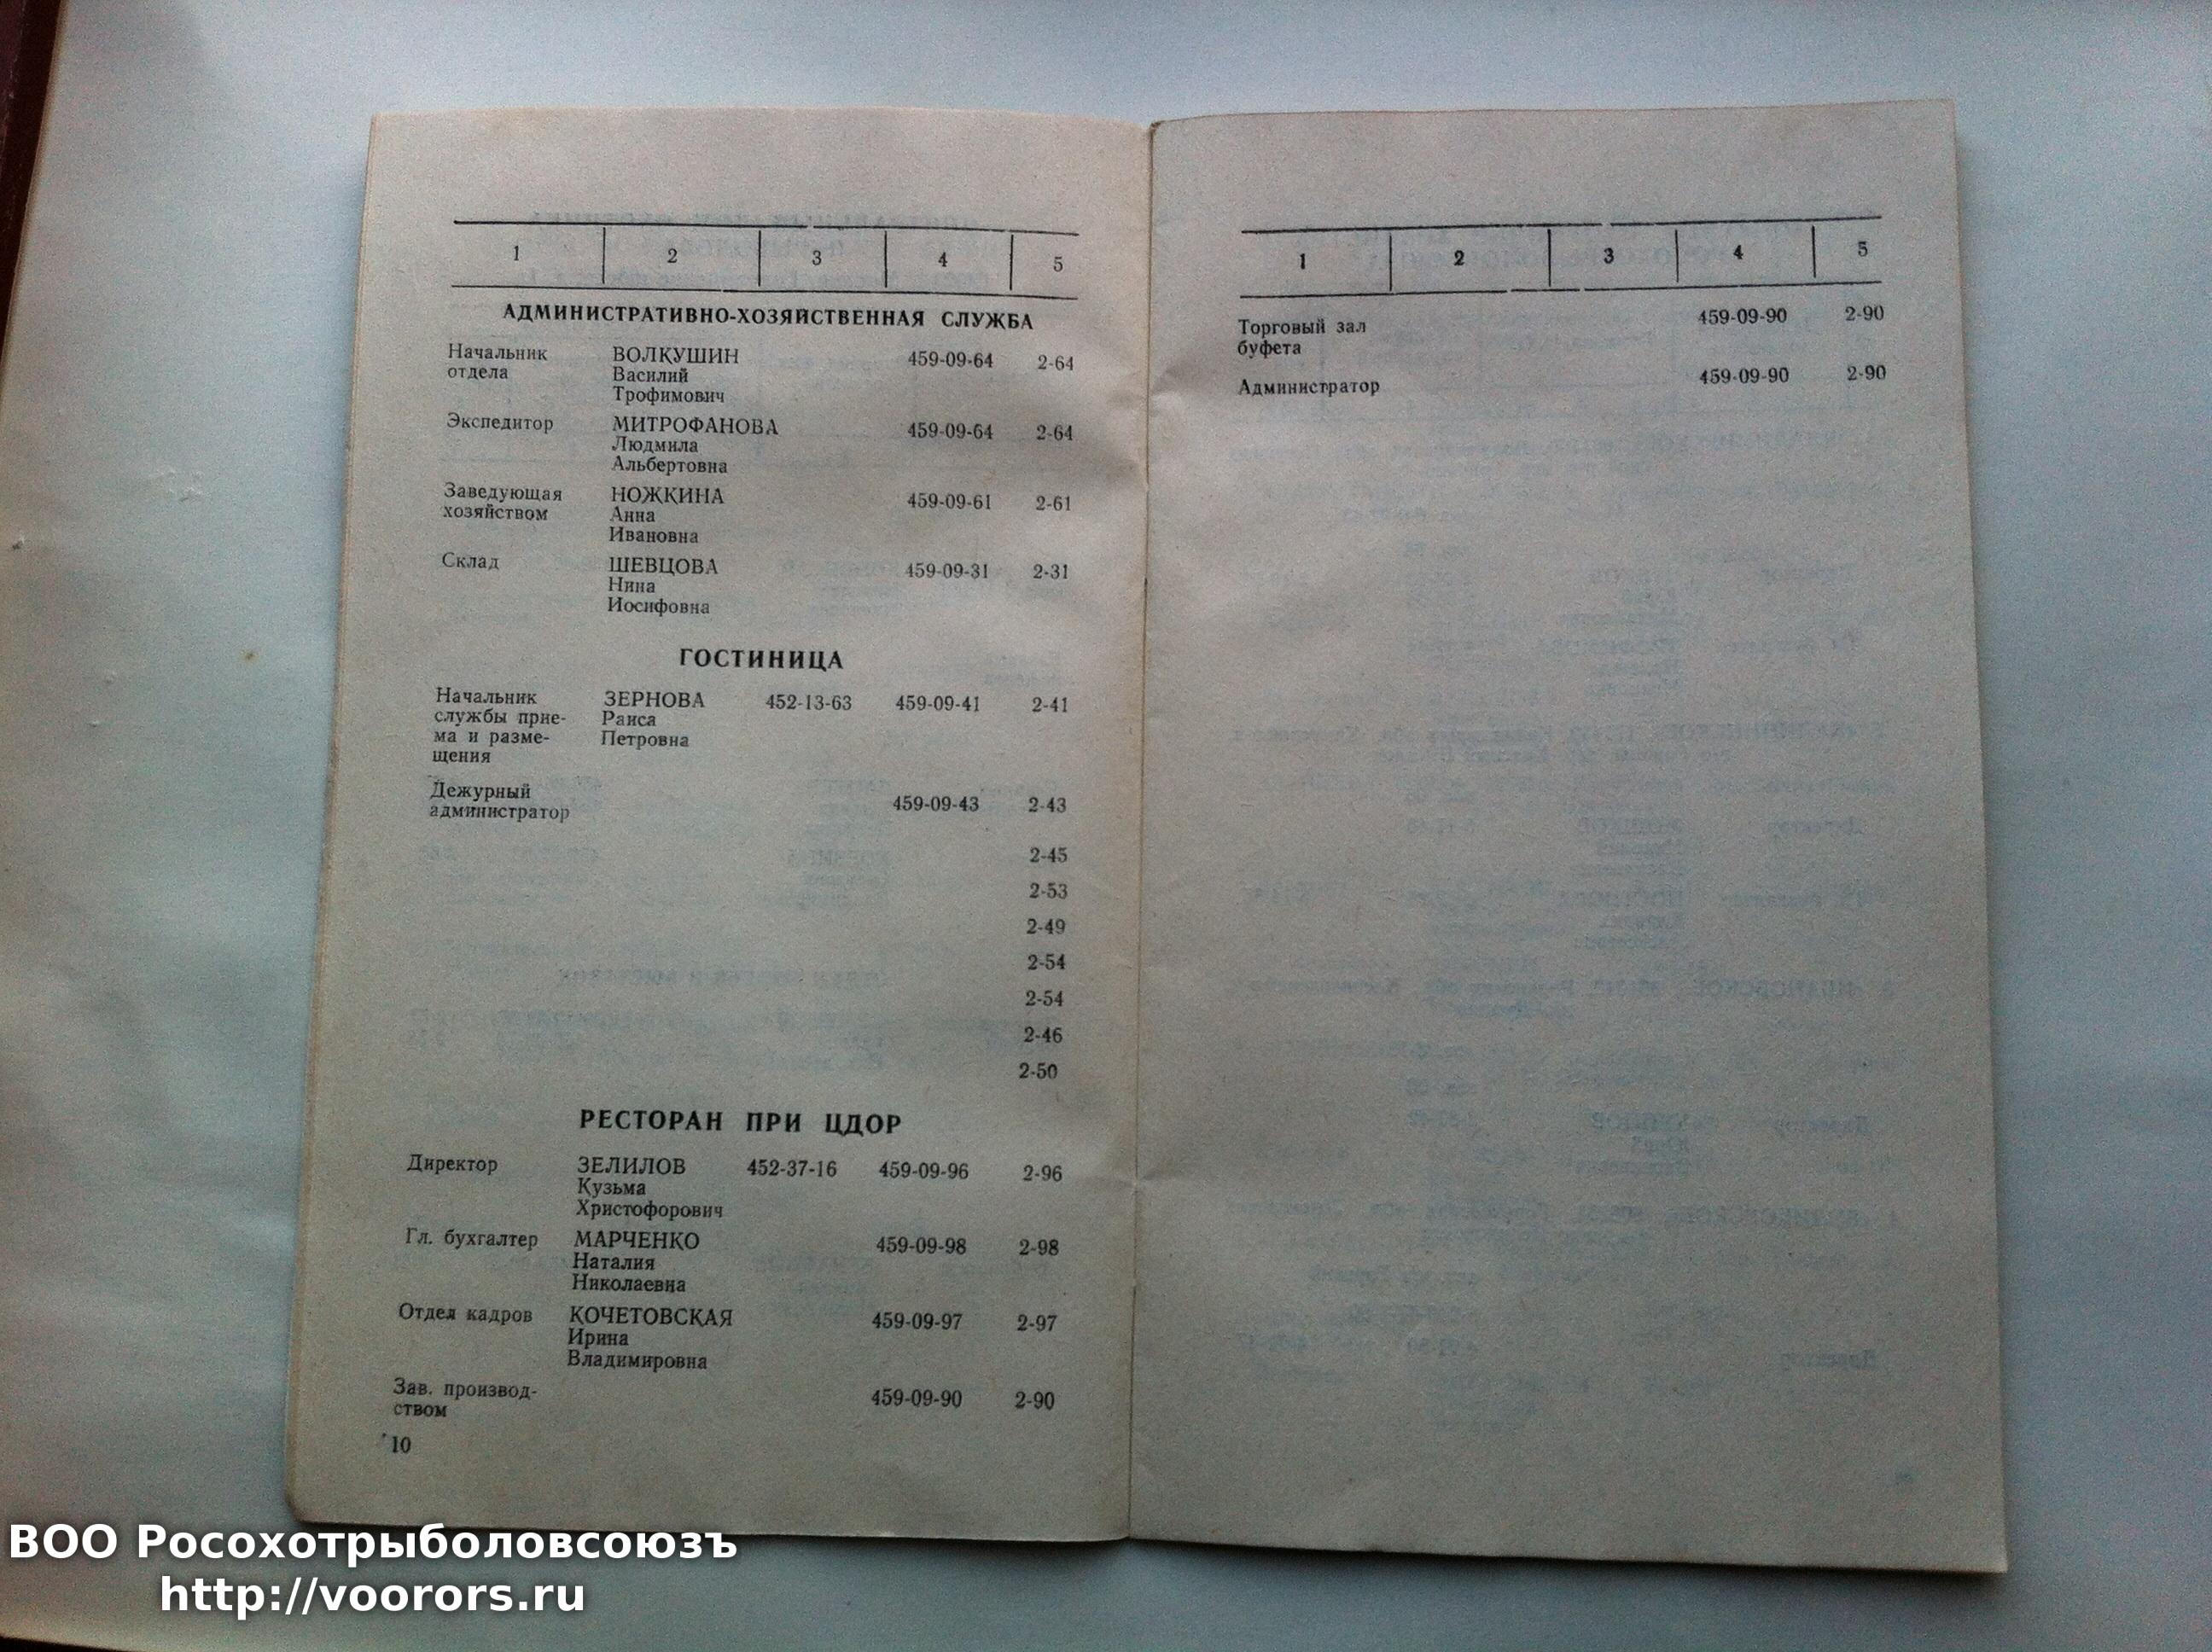 1 2 3 4 5
АДМИНИСТРАТИВНО-ХОЗЯЙСТВЕННАЯ СЛУЖБА
Начальник ВОЛКУШИН 459-09-64 2-64
отдела Василий
Трофимович
Экспедитор МИТРОФАНОВА 459-09-64 2-64
Людмила
Альбертовна
Заведующая НОЖКИНА 459-09-61 2-61
хозяйством Анна
Ивановна
Склад ШЕВЦОВА 459-09-31 2-31
Нина
Иосифовна
ГОСТИНИЦА
Начальник ЗЕРНОВА 452-13-63 459-09-41 2-41
службы прие- Раиса
ма и разме- Петровна
щения
Дежурный 459-09-43 2-43
администратор
2-45
2-53
2-49
2-54
2-54
2-46
2-50
РЕСТОРАН ПРИ ЦДОР
Директор ЗЕЛИЛОВ 452-37-16 459-09-96 2-96
Кузьма
Христофорович
Гл. бухгалтер МАРЧЕНКО 459-09-98 2-98
Наталия
Николаевна
Отдел кадров КОЧЕТОВСКАЯ 459-09-97 2-97
Ирина
Владимировна
Зав. производ- 459-09-90 2-90
ством
10
1 2 3 4 5
Торговый зал 459-09-90 2-90
буфета
Администратор 459-09-90 2-90
ВОО Росохотрыболовсоюзъ
http://voorors.ru